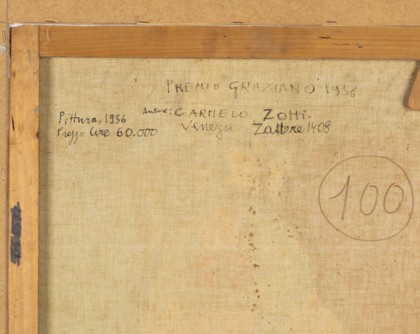 PREMIO GRAZIANO 1956
Pittura, 1956 Autore: CARMELO Zotti.
Prezzo lire 60.000 Venezia Zattere 1408
100